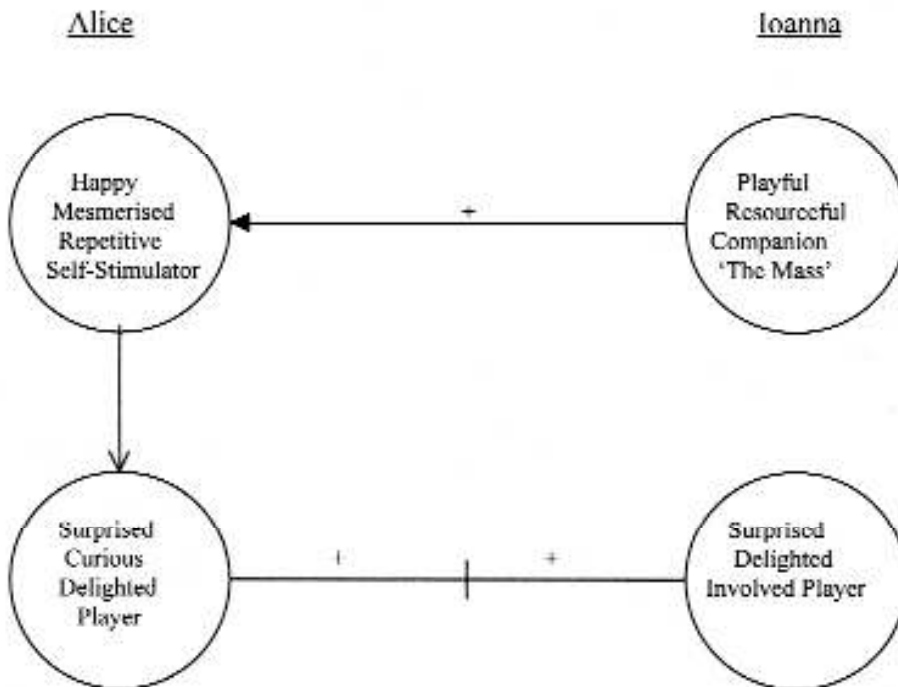 Alice
Ioanna
Happy
Mesmerised
Repetitive
Self-Stimulator
+
Playful
Resourceful
Companion
‘The Mass’
Surprised
Curious
Delighted
Player
+
+
Surprised
Delighted
Involved Player